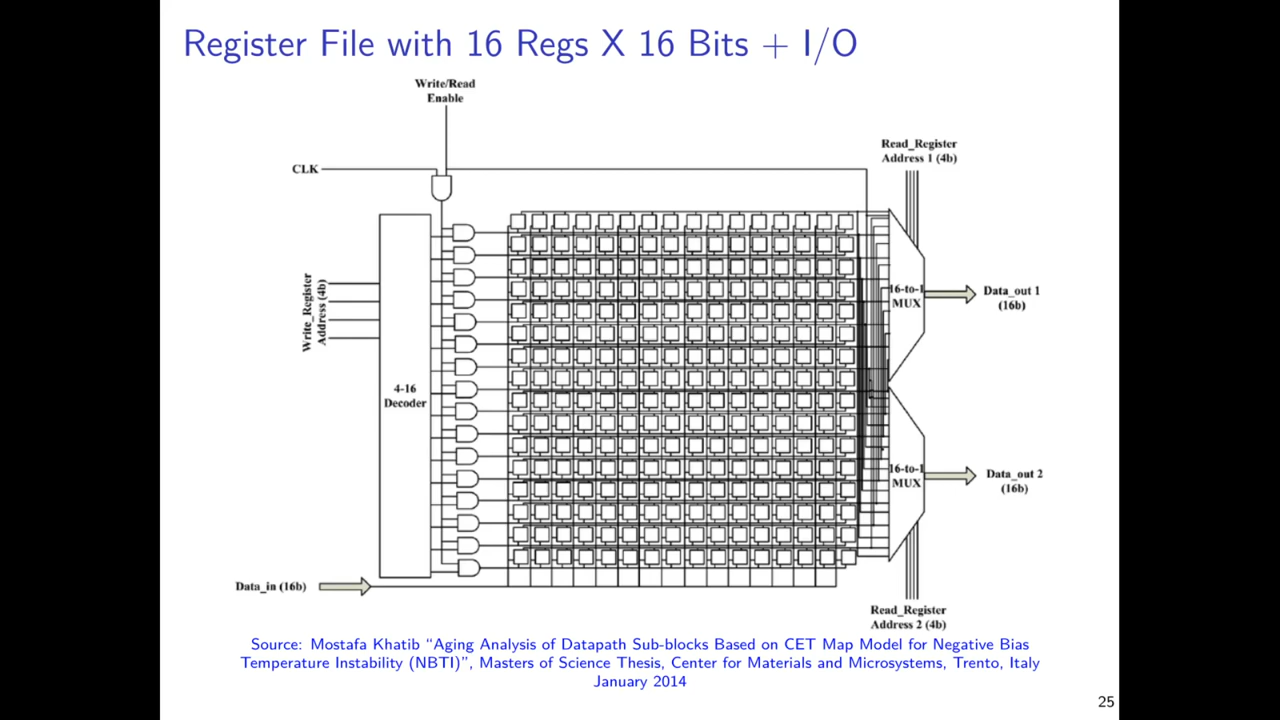 Register File with 16 Regs X 16 Bits + I/O
Write/Read
Enable
CLK
Read_Register
Address 1 (4b)
Write_Register
Address (4b)
4-16
Decoder
16-to-1
MUX
Data_out 1
(16b)
16-to-1
MUX
Data_out 2
(16b)
Data_in (16b)
Read_Register
Address 2 (4b)
Source: Mostafa Khatib “Aging Analysis of Datapath Sub-blocks Based on CET Map Model for Negative Bias
Temperature Instability (NBTI)”, Masters of Science Thesis, Center for Materials and Microsystems, Trento, Italy
January 2014
25